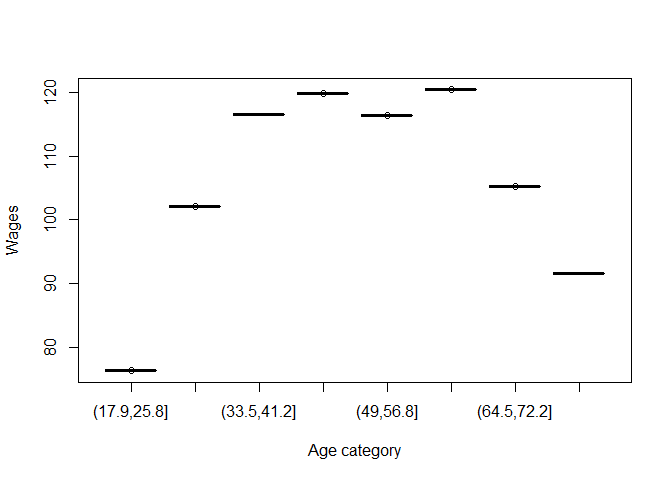 Wages
120
110
100
90
80
(17.9,25.8] (33.5,41.2] (49,56.8] (64.5,72.2]
Age category